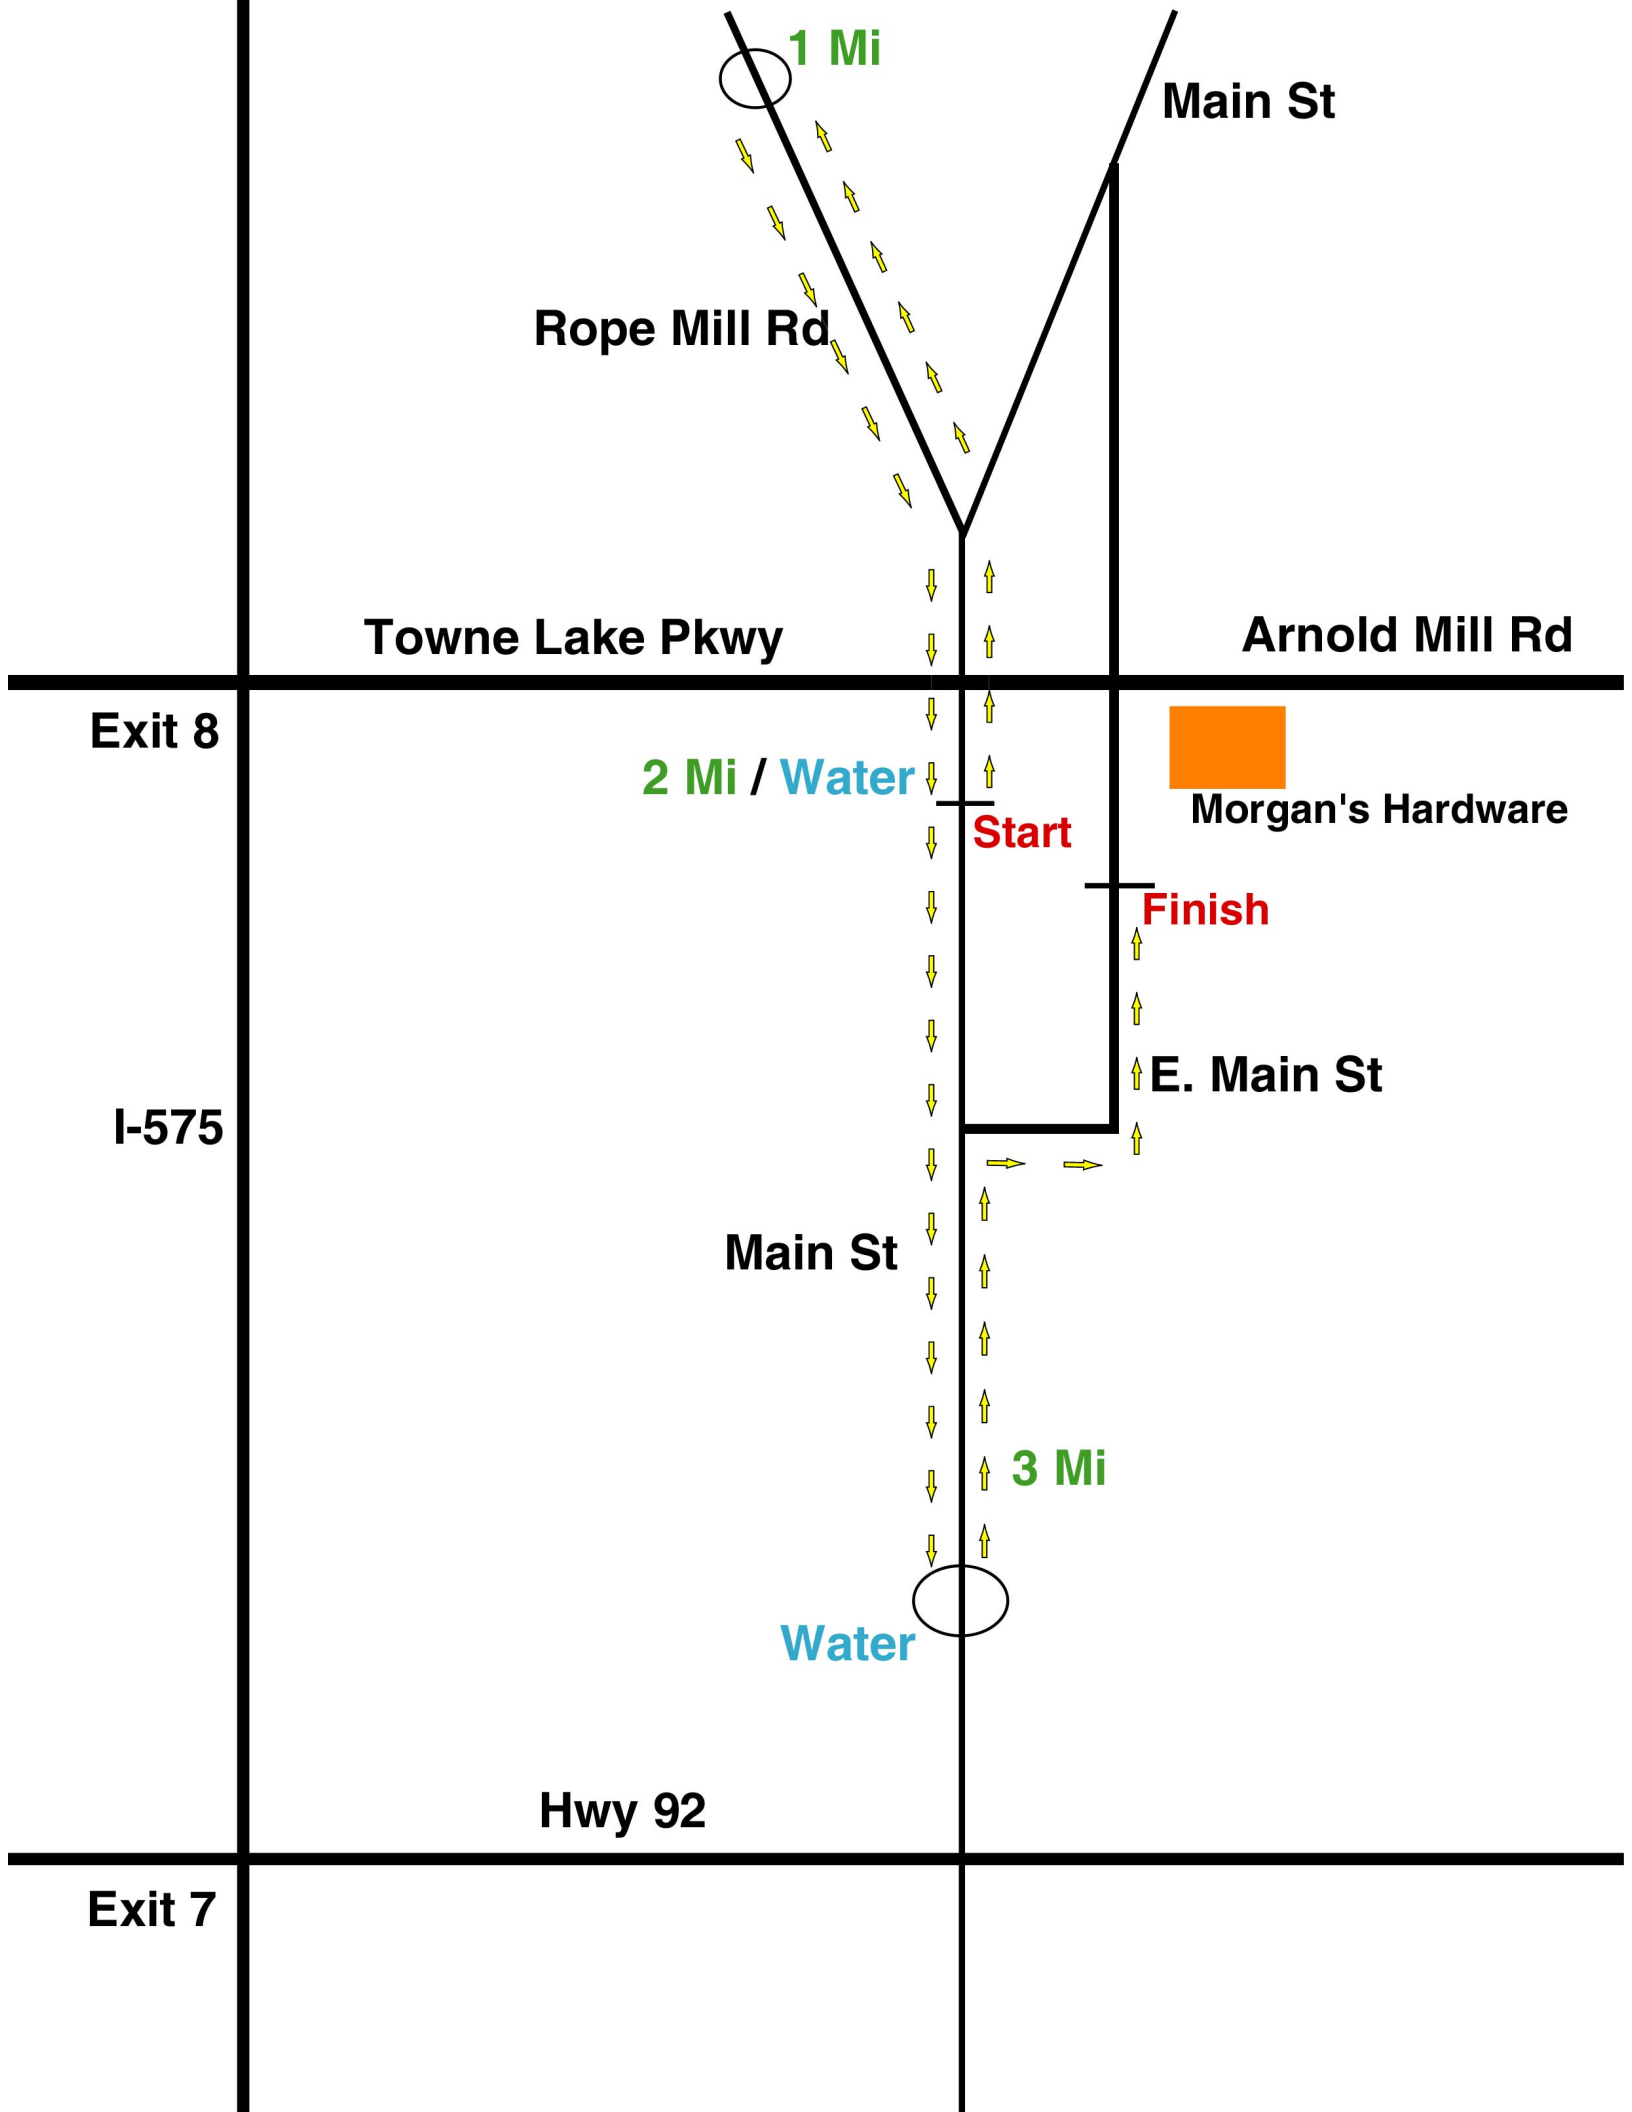 1 Mi
Main St
Rope Mill Rd
Towne Lake Pkwy
Arnold Mill Rd
Exit 8
2 Mi / Water
Start
Morgan's Hardware
Finish
E. Main St
I-575
Main St
3 Mi
Water
Hwy 92
Exit 7